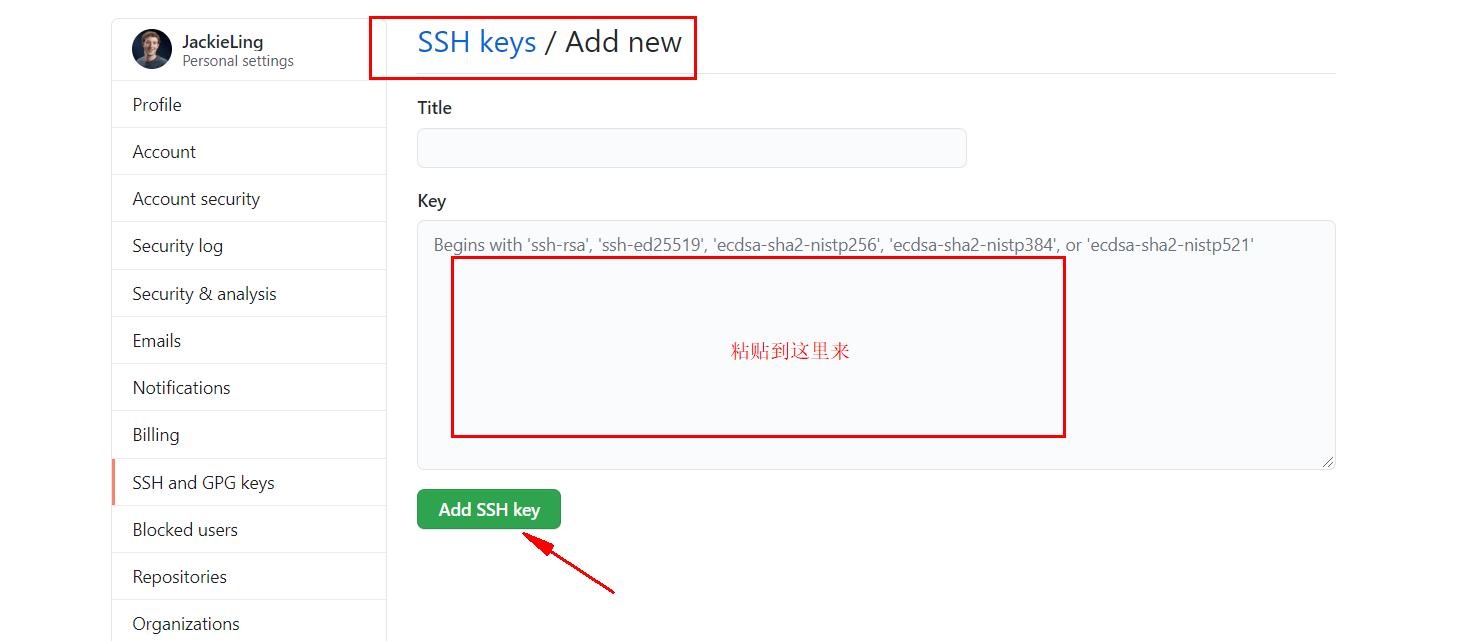 JackieLing
Personal settings
Profile
Account
Account security
Security log
Security & analysis
Emails
Notifications
Billing
SSH and GPG keys
Blocked users
Repositories
Organizations
SSH keys / Add new
Title
Key
Begins with 'ssh-rsa', 'ssh-ed25519', 'ecdsa-sha2-nistp256', 'ecdsa-sha2-nistp384', or 'ecdsa-sha2-nistp521'
粘贴到这里来
Add SSH key